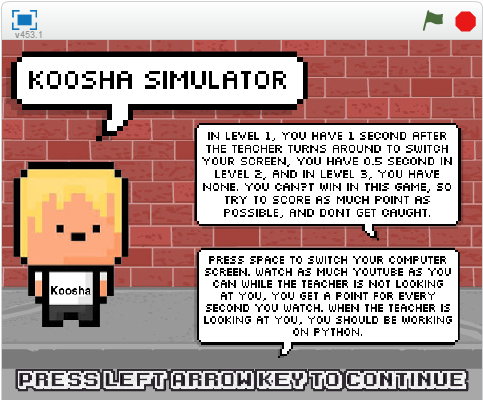 v453.1
KOOSHA SIMULATOR
IN LEVEL 1, YOU HAVE 1 SECOND AFTER
THE TEACHER TURNS AROUND TO SWITCH
YOUR SCREEN, YOU HAVE 0.5 SECOND IN
LEVEL 2, AND IN LEVEL 3, YOU HAVE
NONE. YOU CAN?T WIN IN THIS GAME, SO
TRY TO SCORE AS MUCH POINT AS
POSSIBLE, AND DONT GET CAUGHT.
Koosha
PRESS SPACE TO SWITCH YOUR COMPUTER
SCREEN. WATCH AS MUCH YOUTUBE AS YOU
CAN WHILE THE TEACHER IS NOT LOOKING
AT YOU, YOU GET A POINT FOR EVERY
SECOND YOU WATCH. WHEN THE TEACHER IS
LOOKING AT YOU, YOU SHOULD BE WORKING
ON PYTHON.
PRESS LEFT ARROW KEY TO CONTINUE